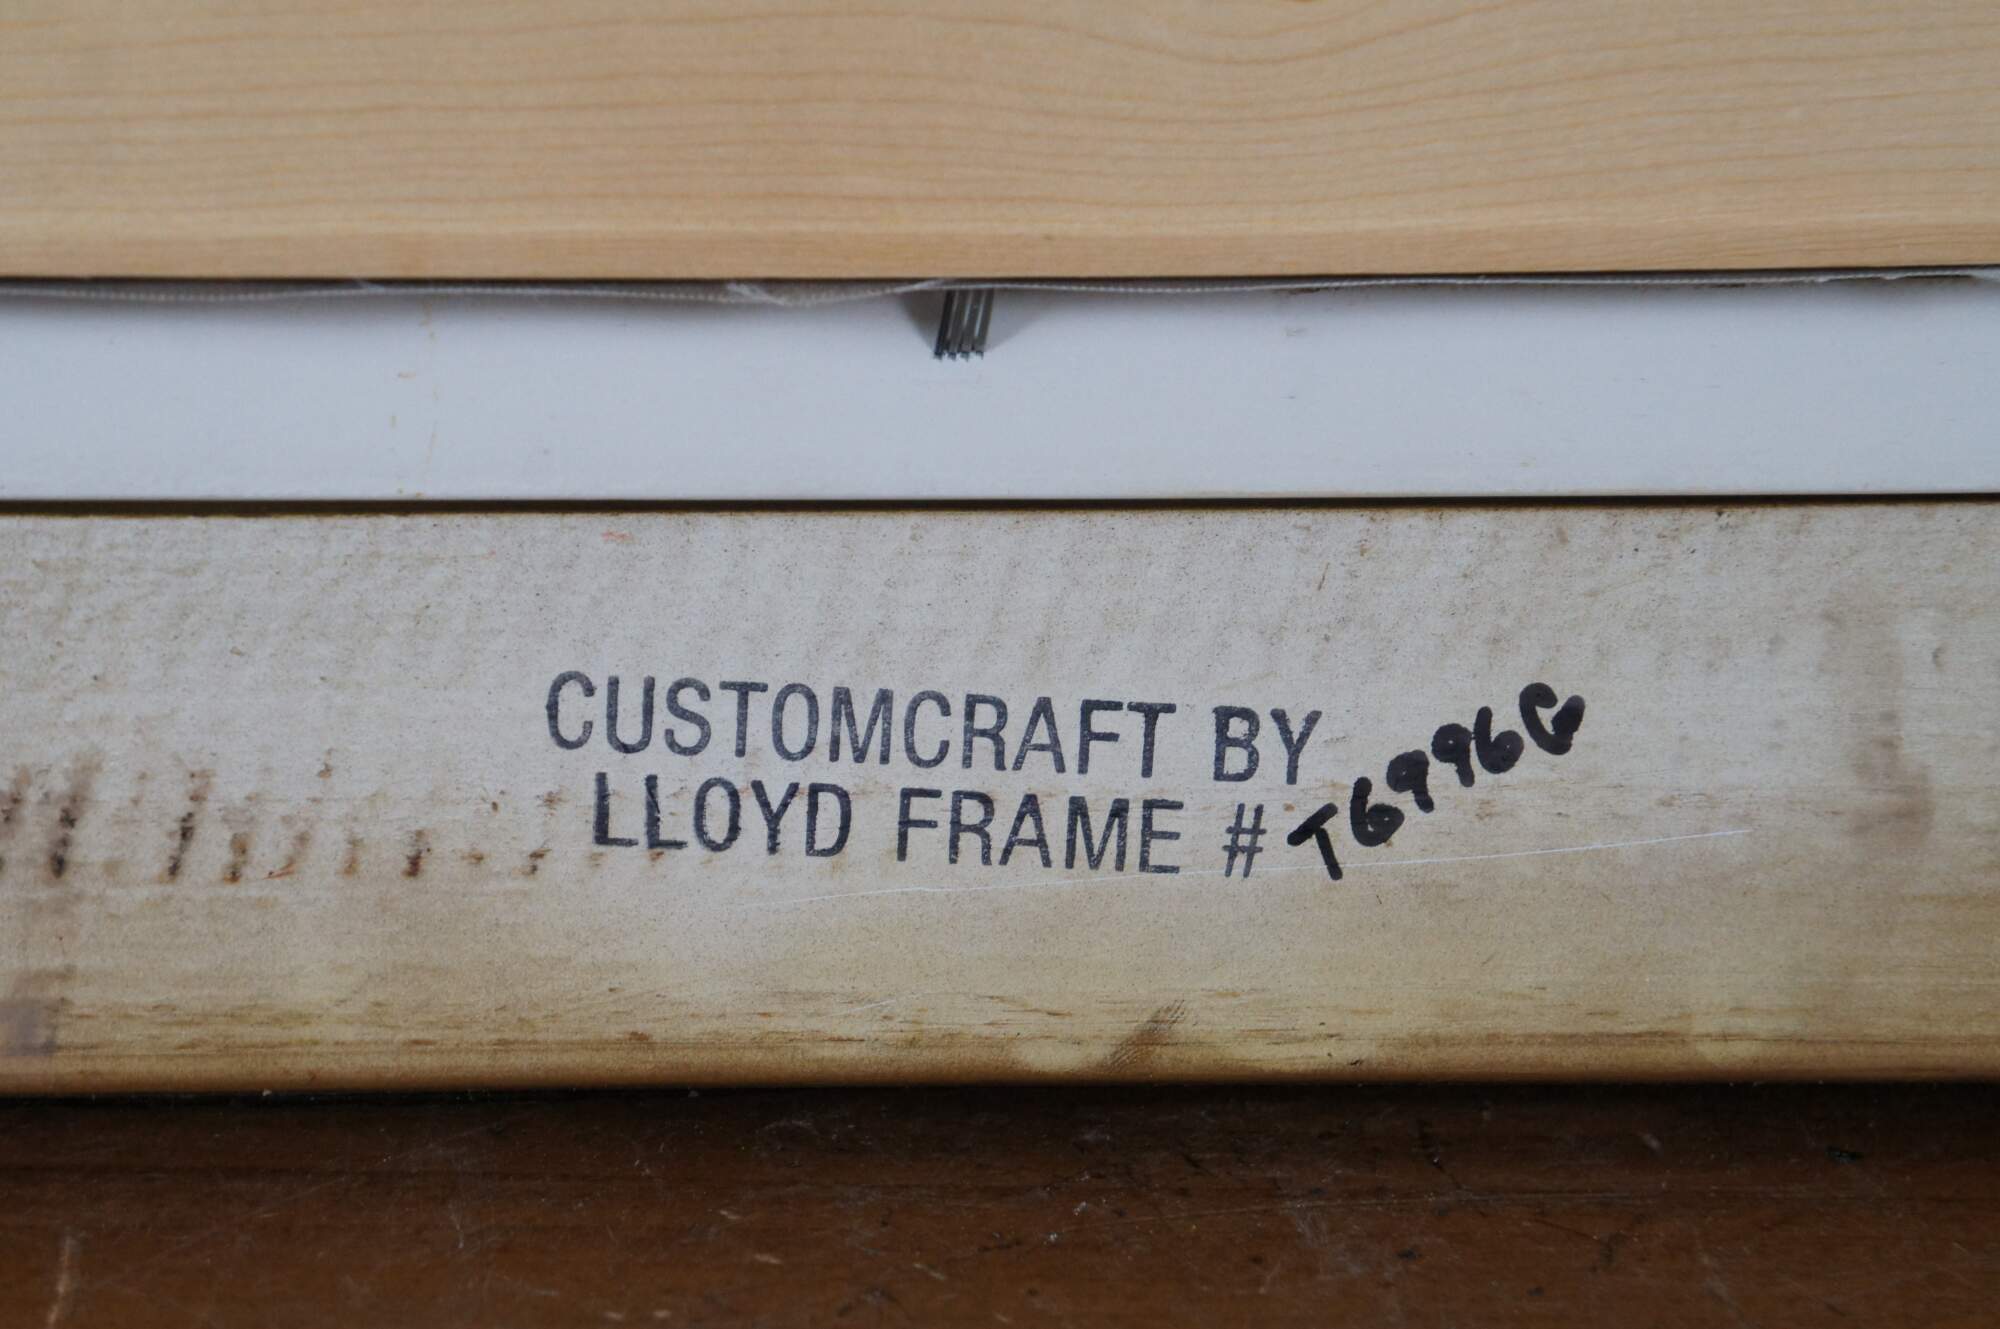 CUSTOMCRAFT BY
LLOYD FRAME # T6996G